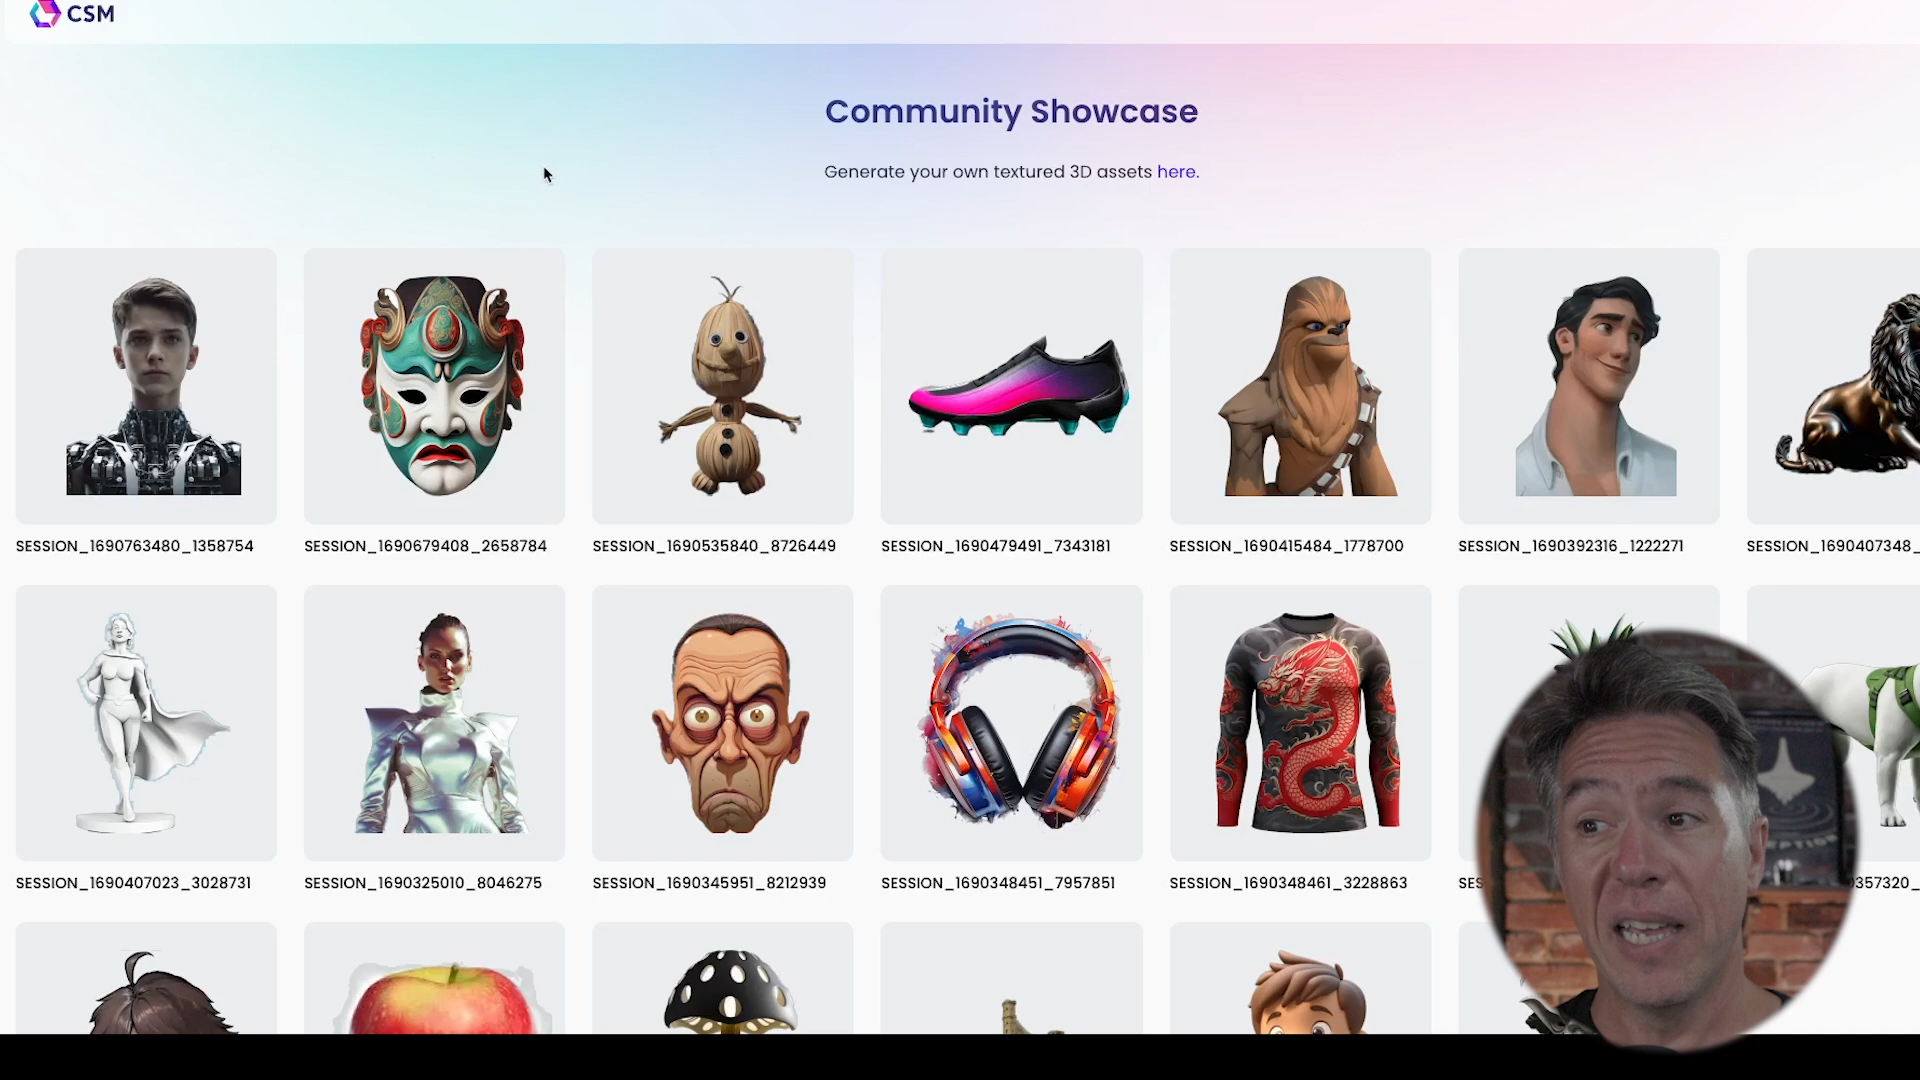 CSM
Community Showcase
Generate your own textured 3D assets here.
SESSION_1690763480_1358754
SESSION_1690679408_2658784
SESSION_1690535840_8726449
SESSION_1690479491_7343181
SESSION_1690415484_1778700
SESSION_1690392316_1222271
SESSION_1690407348_
SESSION_1690407023_3028731
SESSION_1690325010_8046275
SESSION_1690345951_8212939
SESSION_1690348451_7957851
SESSION_1690348461_3228863